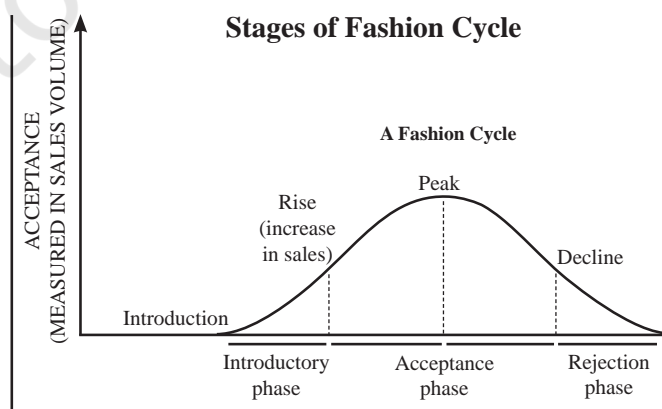 Stages of Fashion Cycle
ACCEPTANCE
(MEASURED IN SALES VOLUME)
A Fashion Cycle
Peak
Rise
(increase
in sales)
Decline
Introduction
Introductory
phase
Acceptance
phase
Rejection
phase